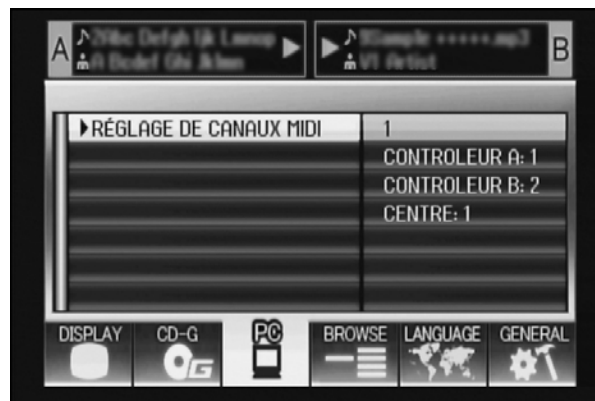 A
B
▶RÉGLAGE DE CANAUX MIDI
1
CONTROLEUR A: 1
CONTROLEUR B: 2
CENTRE: 1
DISPLAY
CD-G
G
PC
BROWSE
LANGUAGE
GENERAL